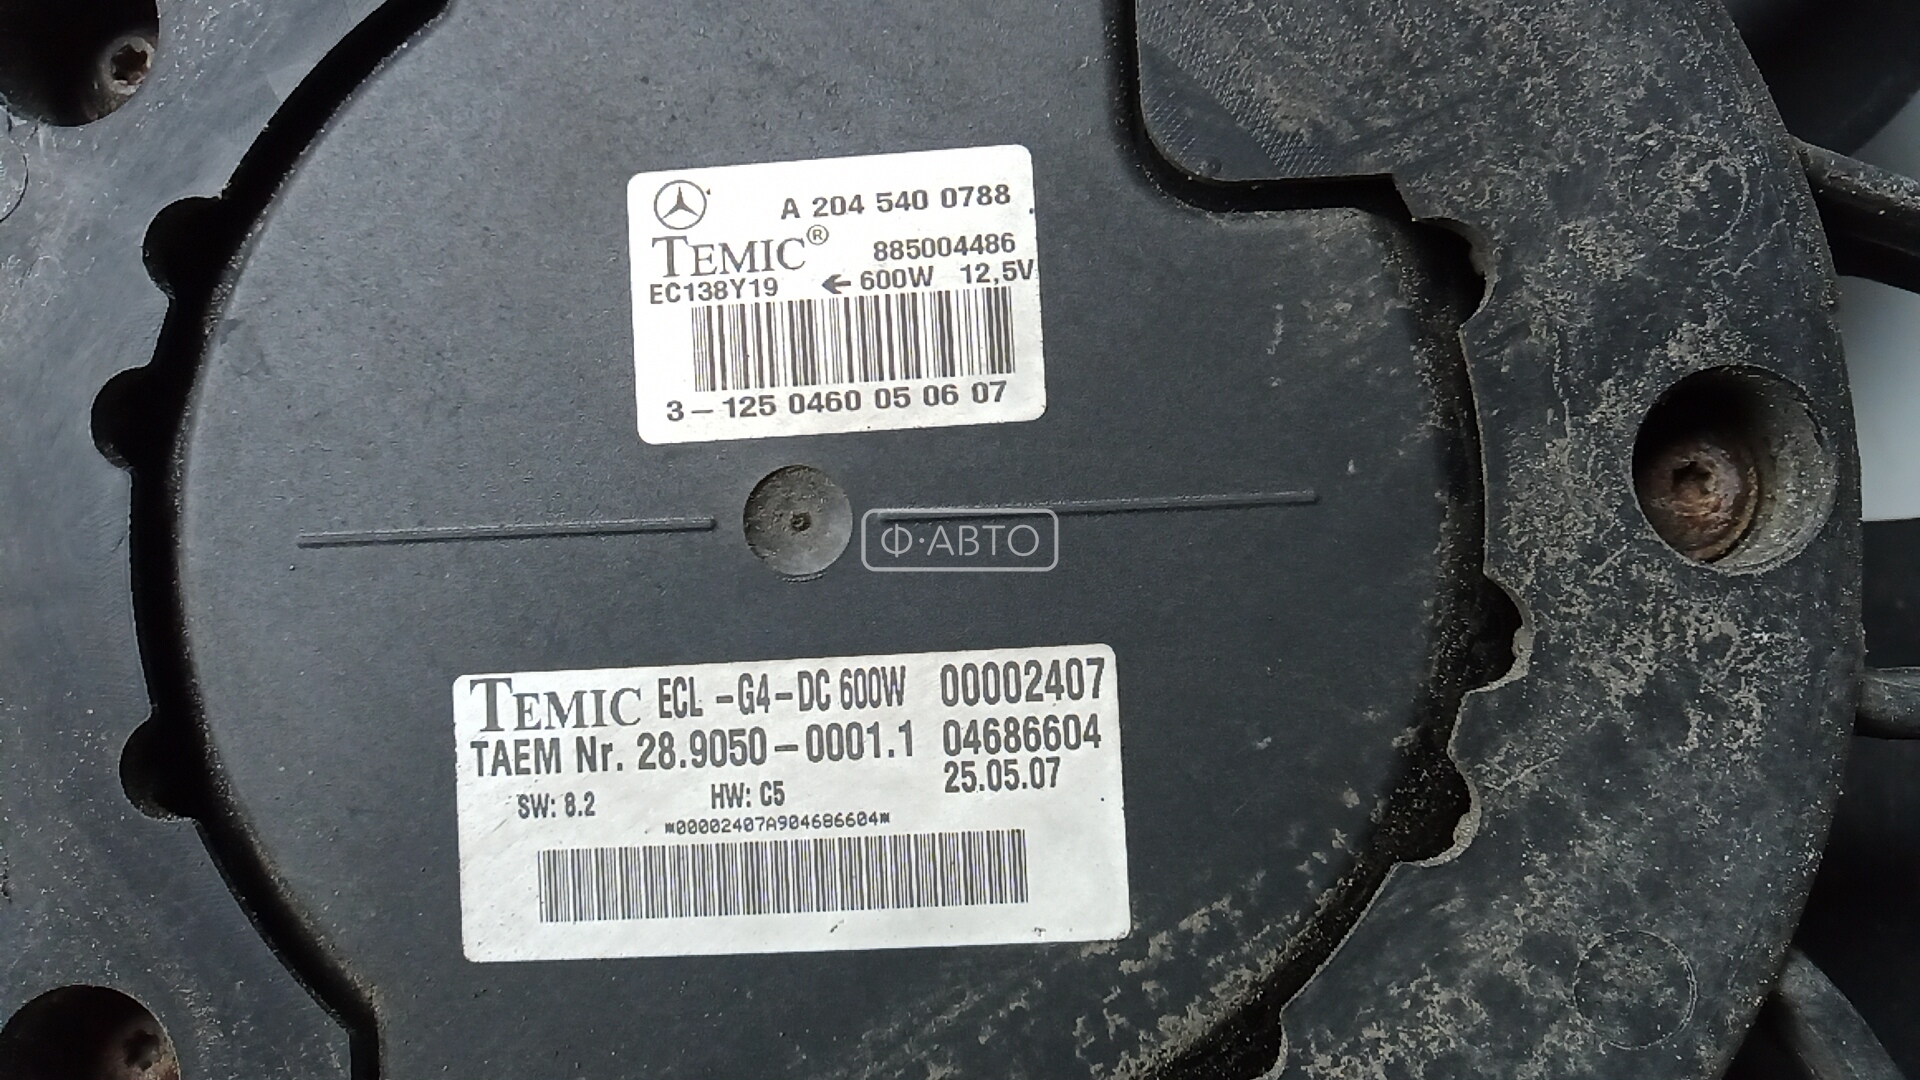 A 204 540 0788
TEMIC® 885004486
EC138Y19 ← 600W 12,5V
3-125 0460 05 06 07
Ф·АВТО
TEMIC ECL -G4-DC 600W 00002407
TAEM Nr. 28.9050-0001.1 04686604
SW: 8.2 HW: C5 25.05.07
*00002407A904686604*